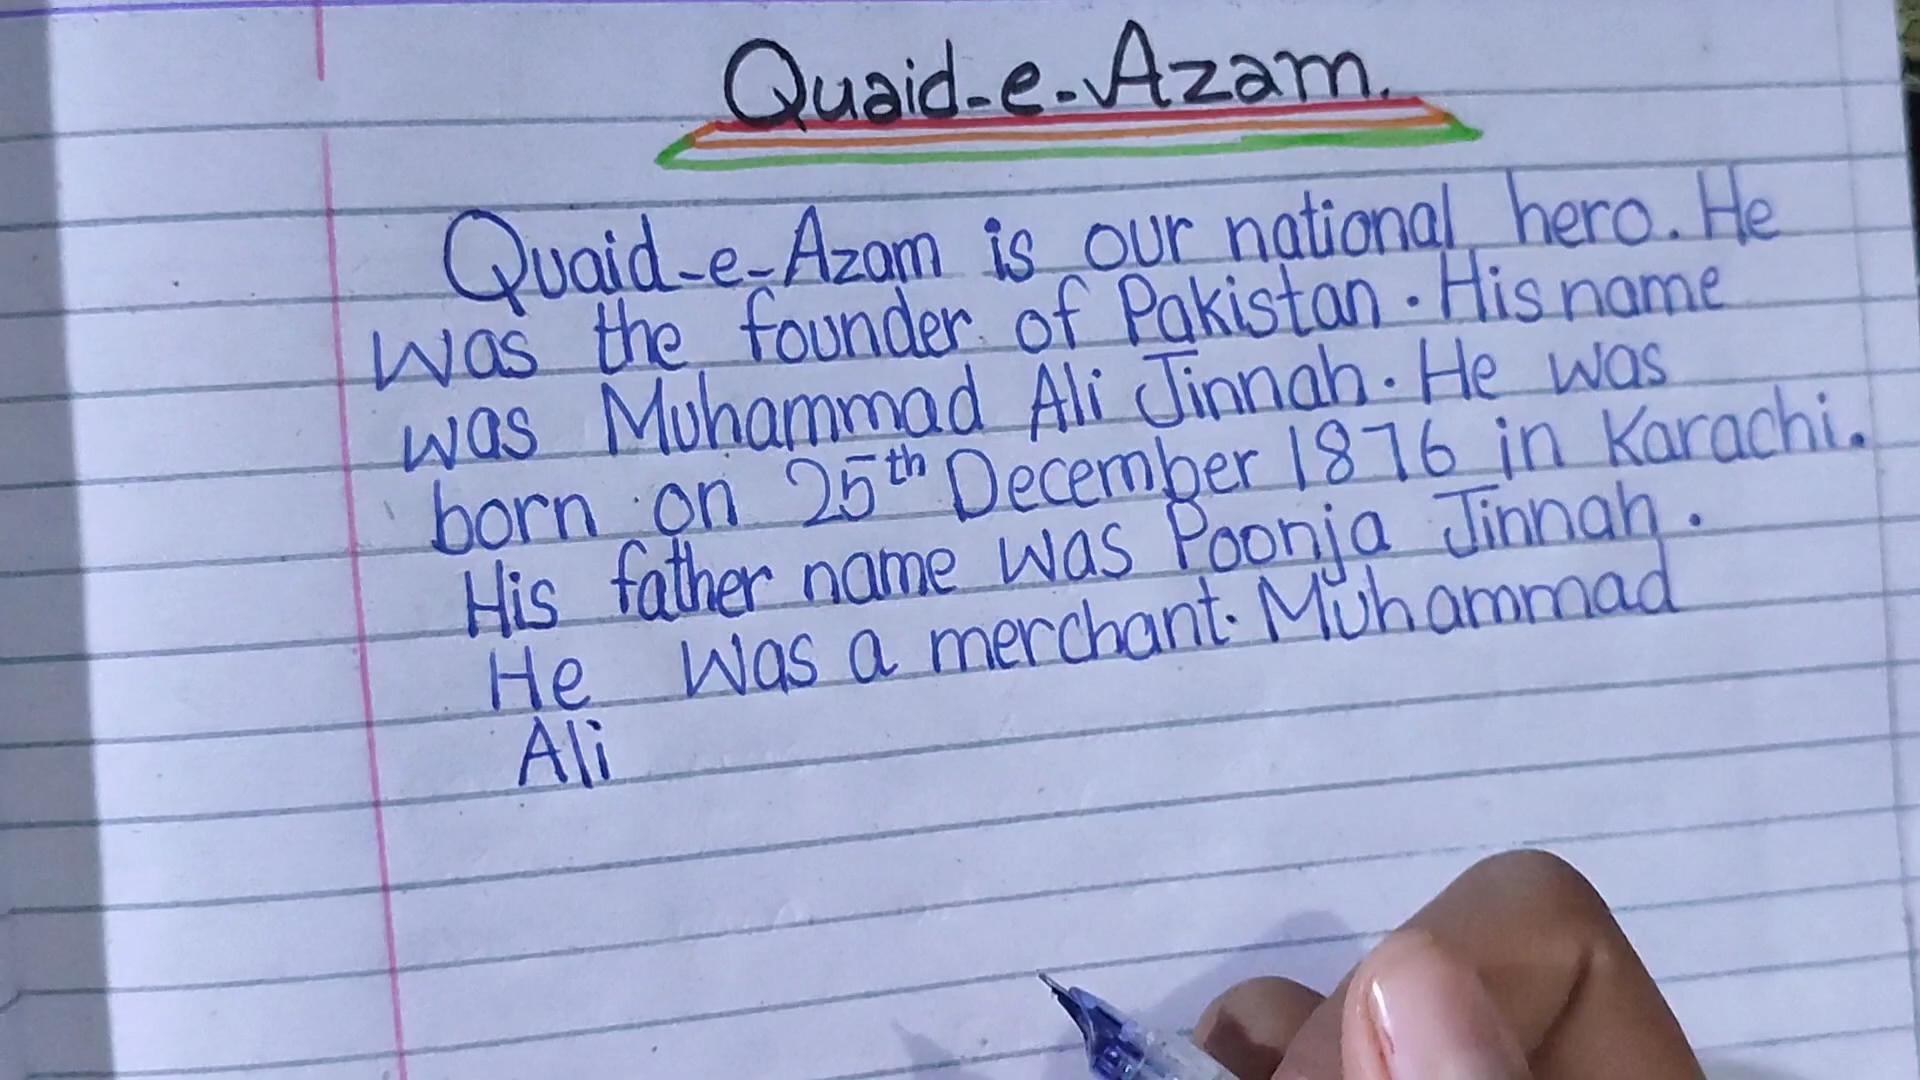 Quaid-e-Azam.
Quaid-e-Azam is our national hero. He
was the founder of Pakistan. His name
was Muhammad Ali Jinnah. He was
born on 25th December 1876 in Karachi.
His father name was Poonja Jinnah.
He was a merchant. Muhammad
Ali